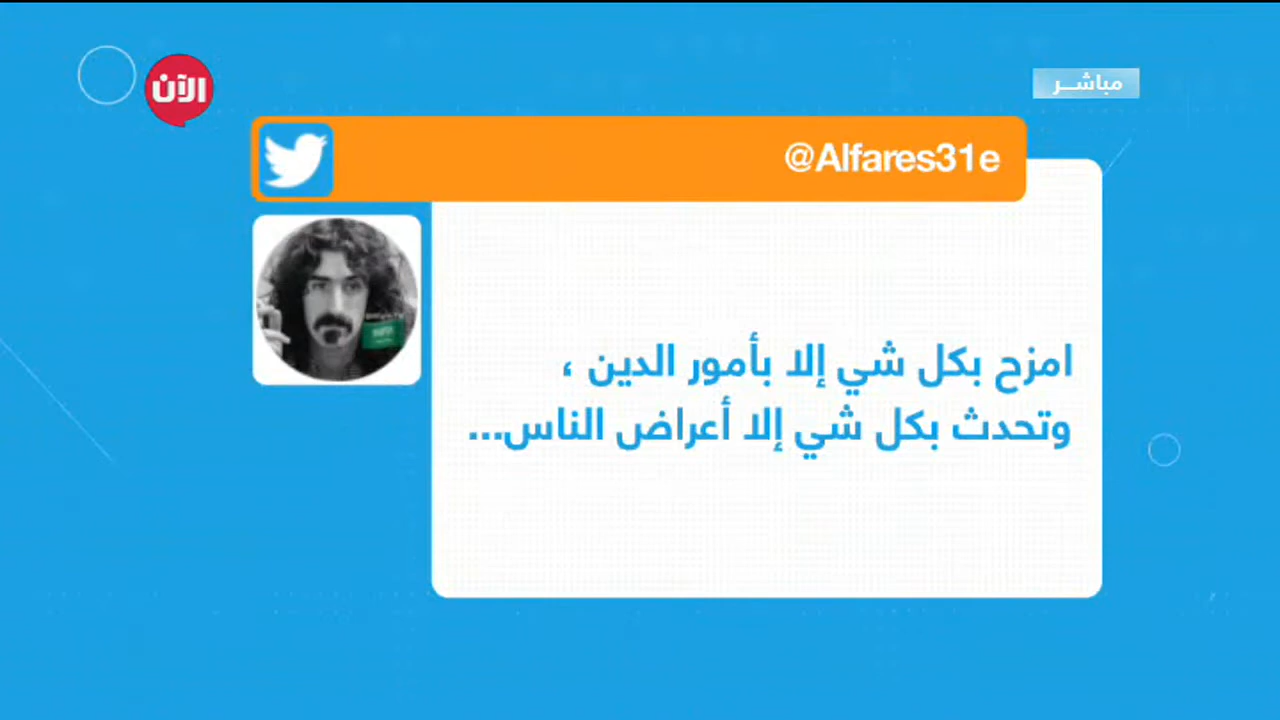 الآن
مباشر
@Alfares31e
امزح بكل شي إلا بأمور الدين ،
وتحدث بكل شي إلا أعراض الناس...